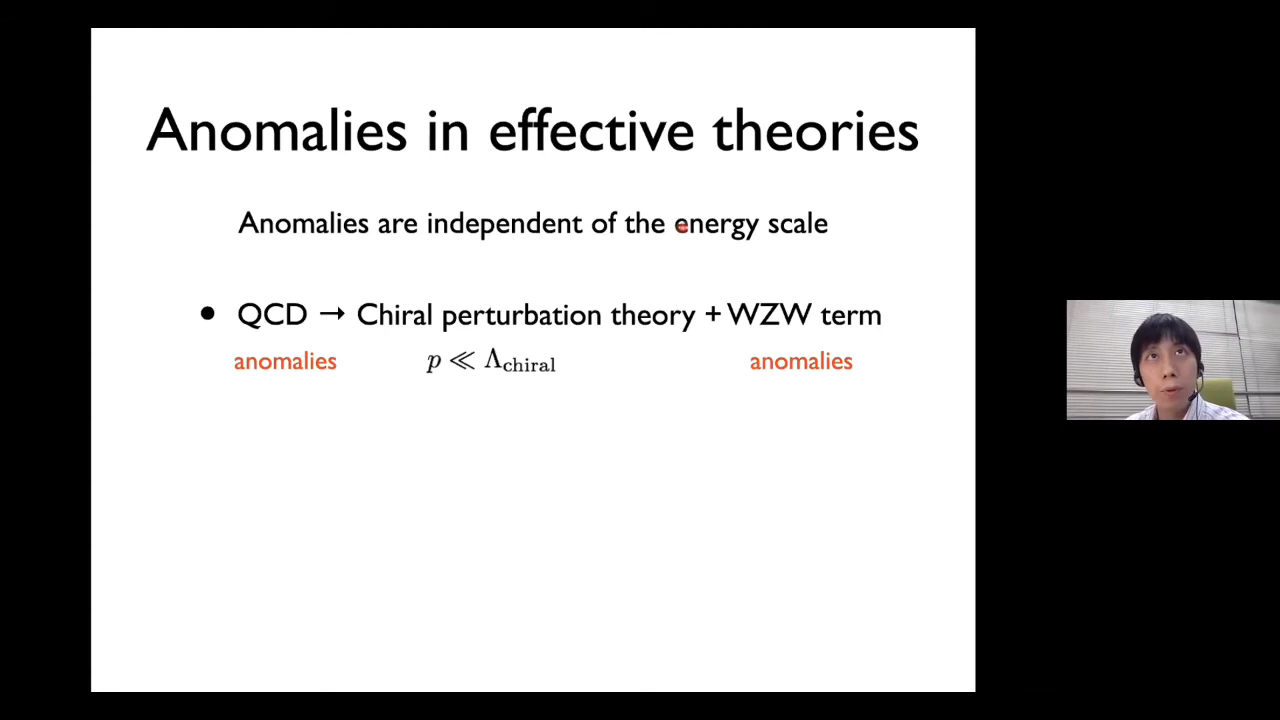 Anomalies in effective theories
Anomalies are independent of the energy scale
• QCD → Chiral perturbation theory + WZW term
anomalies p ≪ Λ_chiral anomalies